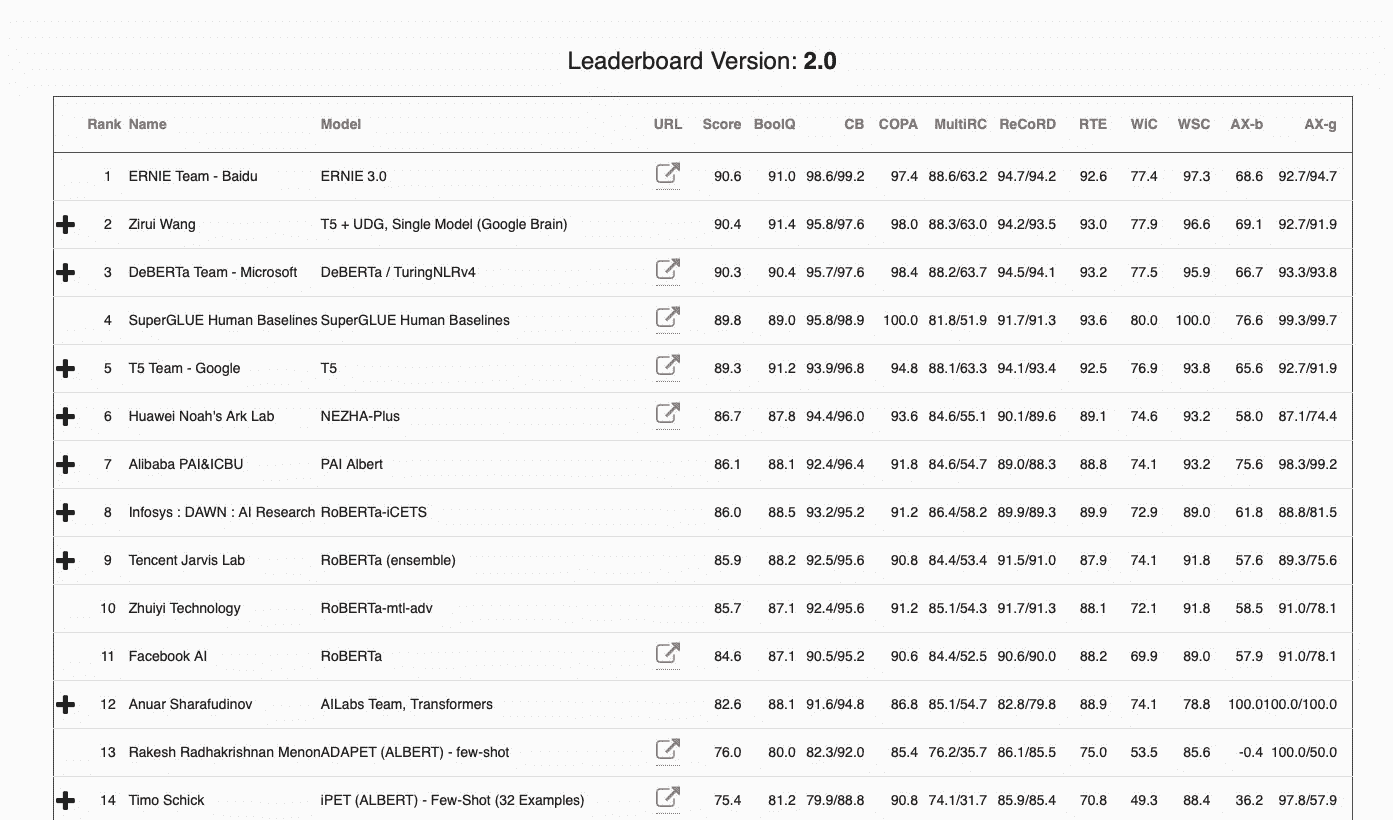 Leaderboard Version: 2.0
Rank Name Model URL Score BoolQ CB COPA MultiRC ReCoRD RTE WiC WSC AX-b AX-g
1 ERNIE Team - Baidu ERNIE 3.0 90.6 91.0 98.6/99.2 97.4 88.6/63.2 94.7/94.2 92.6 77.4 97.3 68.6 92.7/94.7
2 Zirui Wang T5 + UDG, Single Model (Google Brain) 90.4 91.4 95.8/97.6 98.0 88.3/63.0 94.2/93.5 93.0 77.9 96.6 69.1 92.7/91.9
3 DeBERTa Team - Microsoft DeBERTa / TuringNLRv4 90.3 90.4 95.7/97.6 98.4 88.2/63.7 94.5/94.1 93.2 77.5 95.9 66.7 93.3/93.8
4 SuperGLUE Human Baselines SuperGLUE Human Baselines 89.8 89.0 95.8/98.9 100.0 81.8/51.9 91.7/91.3 93.6 80.0 100.0 76.6 99.3/99.7
5 T5 Team - Google T5 89.3 91.2 93.9/96.8 94.8 88.1/63.3 94.1/93.4 92.5 76.9 93.8 65.6 92.7/91.9
6 Huawei Noah's Ark Lab NEZHA-Plus 86.7 87.8 94.4/96.0 93.6 84.6/55.1 90.1/89.6 89.1 74.6 93.2 58.0 87.1/74.4
7 Alibaba PAI&ICBU PAI Albert 86.1 88.1 92.4/96.4 91.8 84.6/54.7 89.0/88.3 88.8 74.1 93.2 75.6 98.3/99.2
8 Infosys : DAWN : AI Research RoBERTa-iCETS 86.0 88.5 93.2/95.2 91.2 86.4/58.2 89.9/89.3 89.9 72.9 89.0 61.8 88.8/81.5
9 Tencent Jarvis Lab RoBERTa (ensemble) 85.9 88.2 92.5/95.6 90.8 84.4/53.4 91.5/91.0 87.9 74.1 91.8 57.6 89.3/75.6
10 Zhuiyi Technology RoBERTa-mtl-adv 85.7 87.1 92.4/95.6 91.2 85.1/54.3 91.7/91.3 88.1 72.1 91.8 58.5 91.0/78.1
11 Facebook AI RoBERTa 84.6 87.1 90.5/95.2 90.6 84.4/52.5 90.6/90.0 88.2 69.9 89.0 57.9 91.0/78.1
12 Anuar Sharafudinov AILabs Team, Transformers 82.6 88.1 91.6/94.8 86.8 85.1/54.7 82.8/79.8 88.9 74.1 78.8 100.0 100.0/100.0
13 Rakesh Radhakrishnan Menon ADAPET (ALBERT) - few-shot 76.0 80.0 82.3/92.0 85.4 76.2/35.7 86.1/85.5 75.0 53.5 85.6 -0.4 100.0/50.0
14 Timo Schick iPET (ALBERT) - Few-Shot (32 Examples) 75.4 81.2 79.9/88.8 90.8 74.1/31.7 85.9/85.4 70.8 49.3 88.4 36.2 97.8/57.9